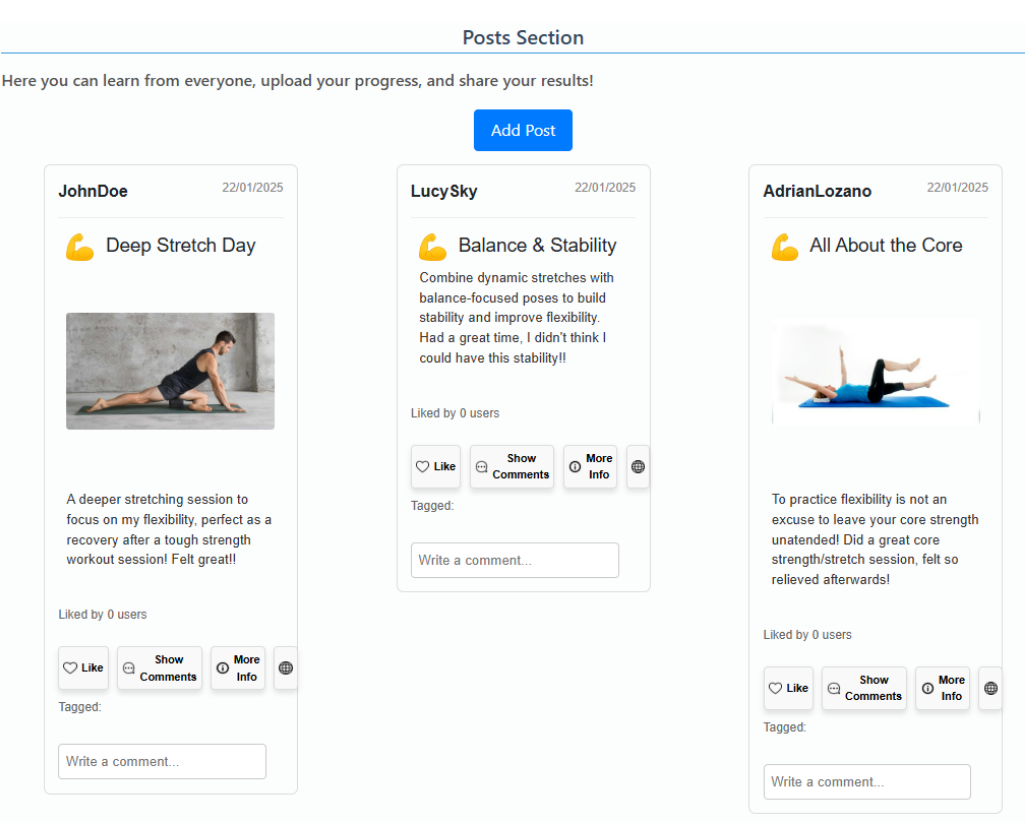 Posts Section
Here you can learn from everyone, upload your progress, and share your results!
Add Post
JohnDoe
22/01/2025
Deep Stretch Day
A deeper stretching session to
focus on my flexibility, perfect as a
recovery after a tough strength
workout session! Felt great!!
Liked by 0 users
Like
Show
Comments
More
Info
Tagged:
Write a comment...
LucySky
22/01/2025
Balance & Stability
Combine dynamic stretches with
balance-focused poses to build
stability and improve flexibility.
Had a great time, I didn't think I
could have this stability!!
Liked by 0 users
Like
Show
Comments
More
Info
Tagged:
Write a comment...
AdrianLozano
22/01/2025
All About the Core
To practice flexibility is not an
excuse to leave your core strength
unattended! Did a great core
strength/stretch session, felt so
relieved afterwards!
Liked by 0 users
Like
Show
Comments
More
Info
Tagged:
Write a comment...